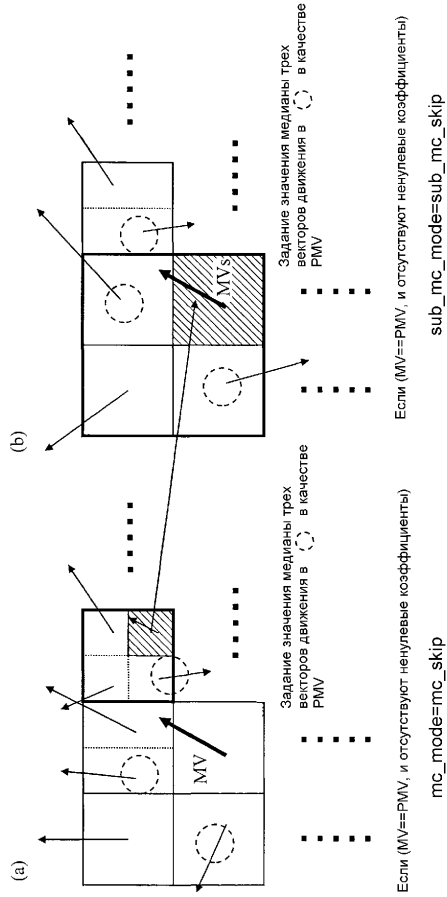 (a)
MV
Задание значения медианы трех
векторов движения в в качестве
PMV
Если (MV==PMV, и отсутствуют ненулевые коэффициенты)
mc_mode=mc_skip
(b)
MVs
Задание значения медианы трех
векторов движения в в качестве
PMV
Если (MV==PMV, и отсутствуют ненулевые коэффициенты)
sub_mc_mode=sub_mc_skip